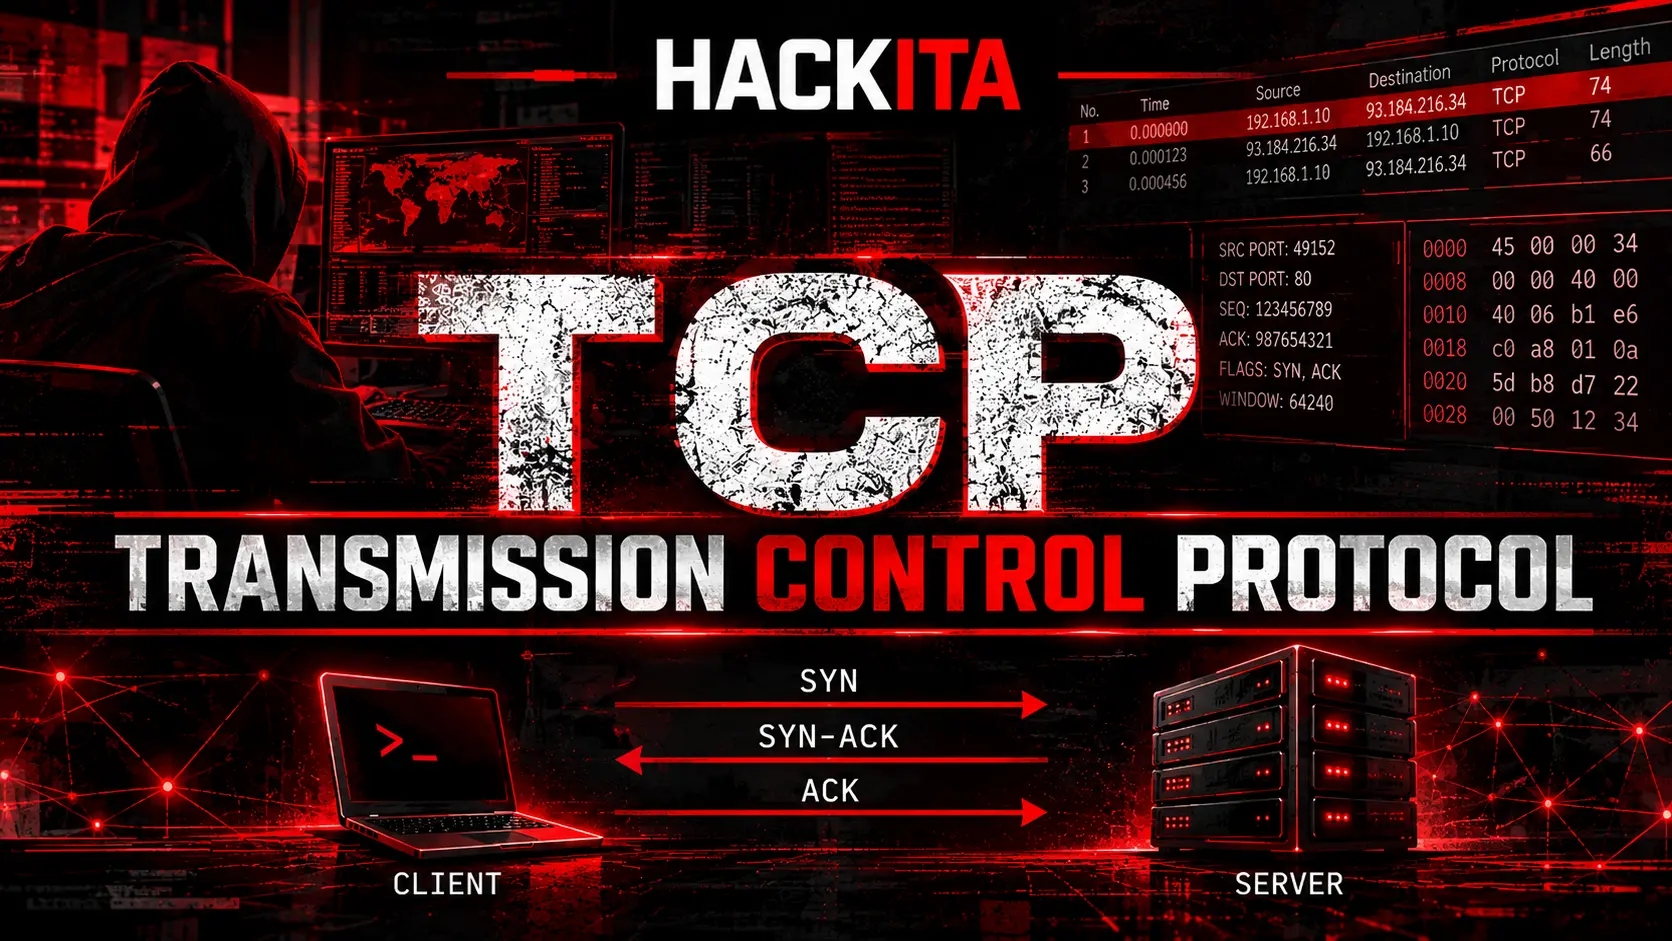 HACKITA
No. Time Source Destination Protocol Length
1 0.000000 192.168.1.10 93.184.216.34 TCP 74
2 0.000123 93.184.216.34 192.168.1.10 TCP 74
3 0.000456 192.168.1.10 93.184.216.34 TCP 66
SRC PORT: 49152
DST PORT: 80
SEQ: 123456789
ACK: 987654321
FLAGS: SYN, ACK
WINDOW: 64240
0000 45 00 00 34
0008 00 00 40 00
0010 40 06 b1 e6
0018 c0 a8 01 0a
0020 5d b8 d7 22
0028 00 50 12 34
TCP
TRANSMISSION CONTROL PROTOCOL
SYN
SYN-ACK
ACK
>_
CLIENT
SERVER